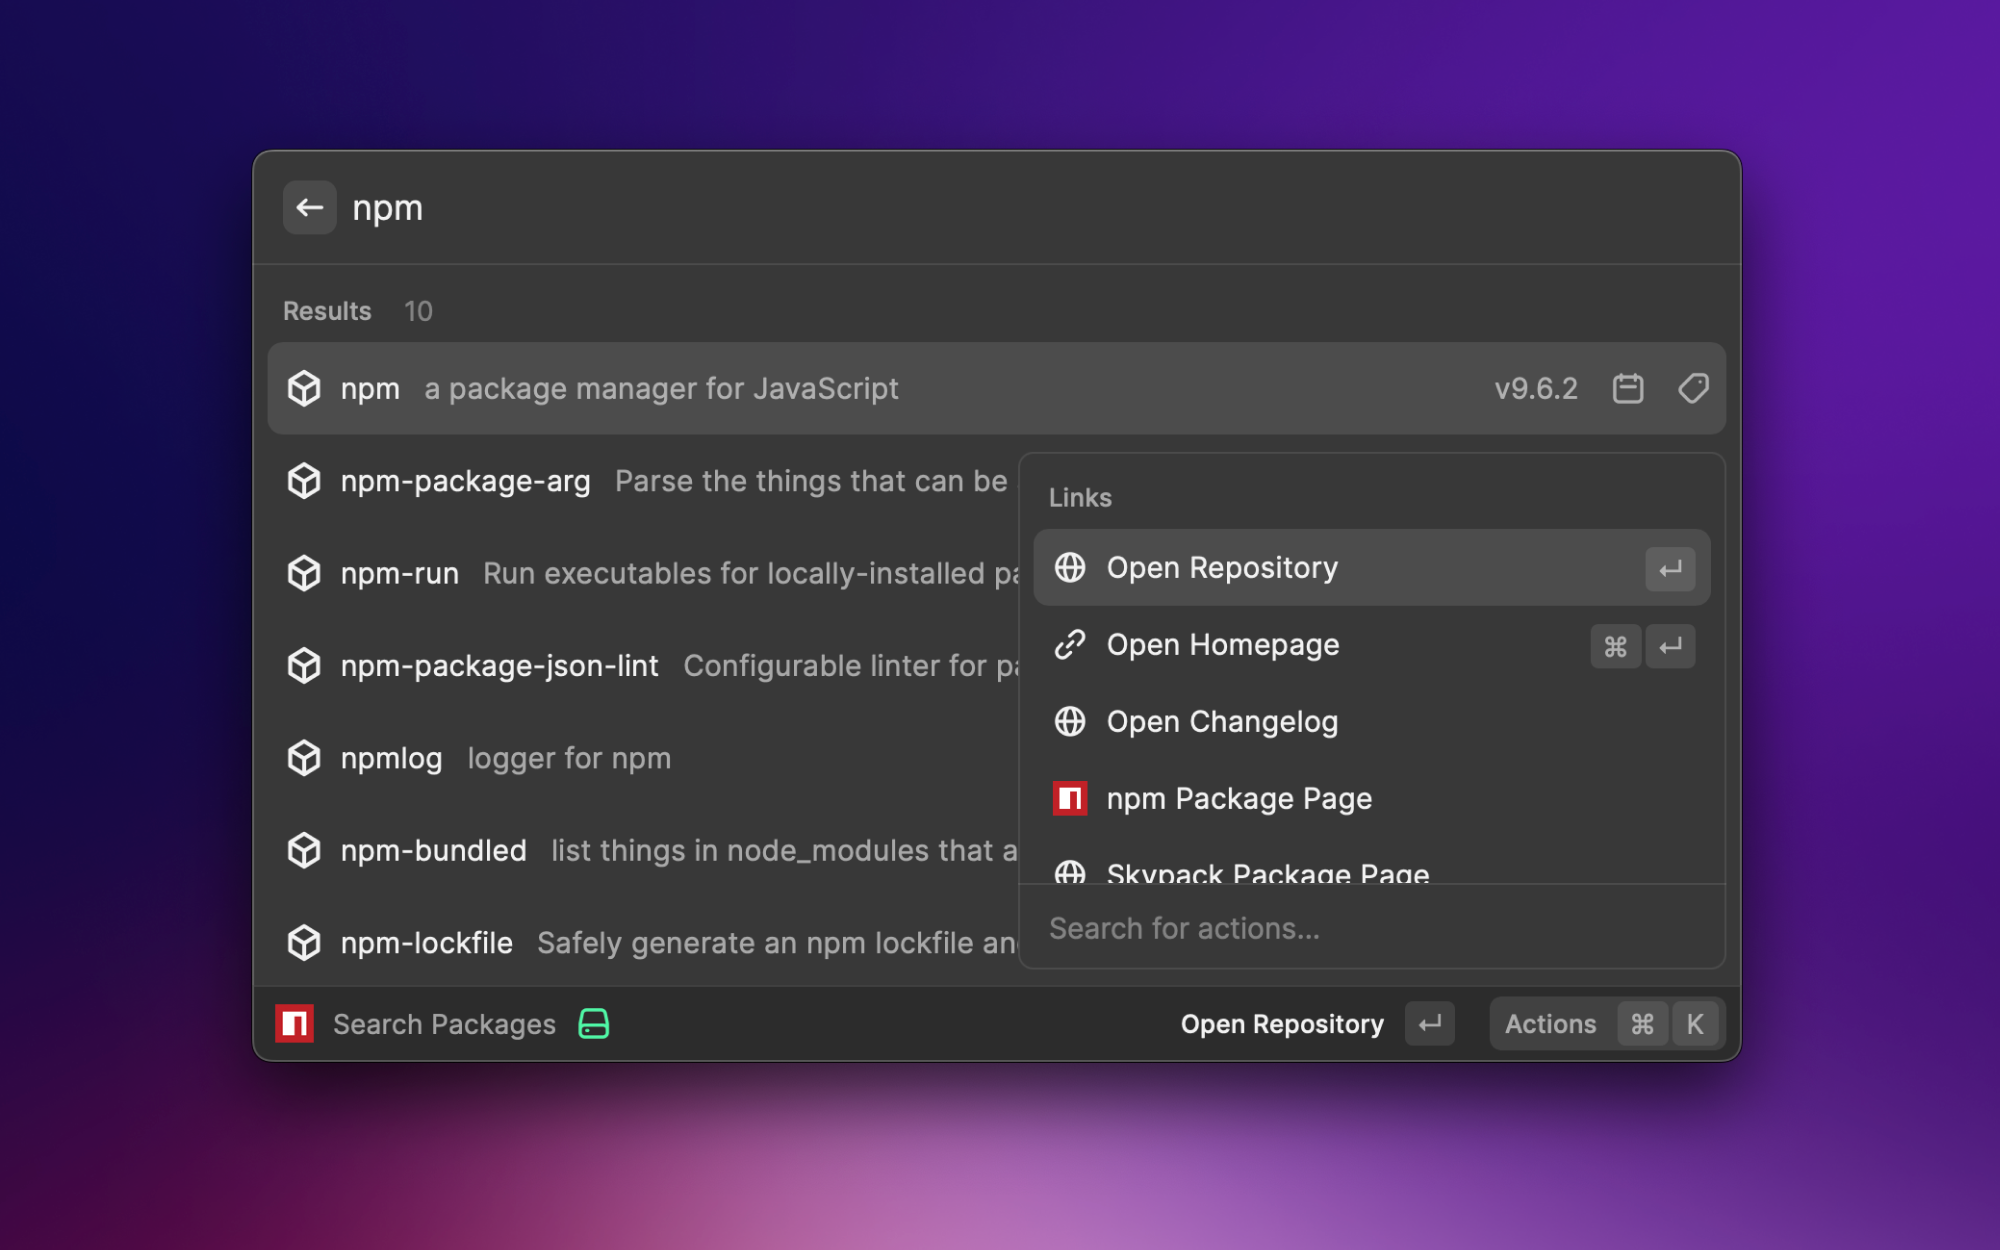 npm
Results 10
npm a package manager for JavaScript v9.6.2
npm-package-arg Parse the things that can be
npm-run Run executables for locally-installed pa
npm-package-json-lint Configurable linter for pa
npmlog logger for npm
npm-bundled list things in node_modules that a
npm-lockfile Safely generate an npm lockfile an
Links
Open Repository ↵
Open Homepage ⌘ ↵
Open Changelog
npm Package Page
Skypack Package Page
Search for actions...
Search Packages Open Repository ↵ Actions ⌘ K